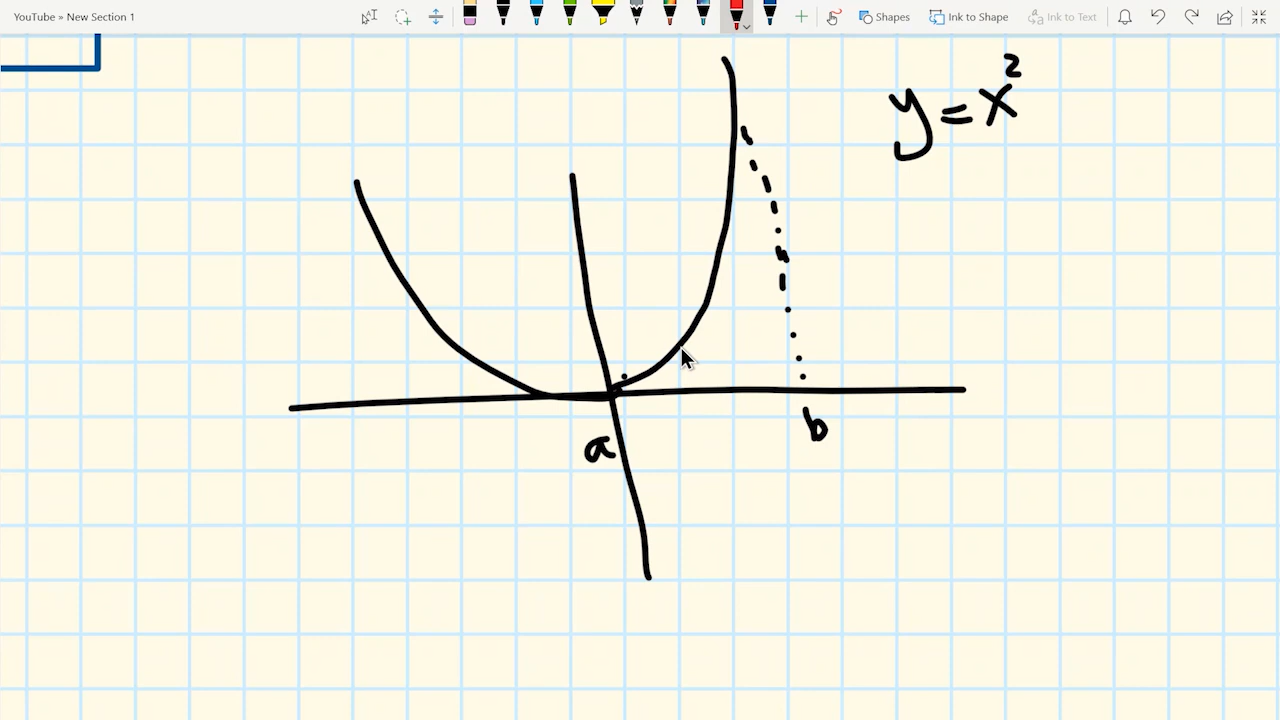 YouTube » New Section 1
Shapes
Ink to Shape
Ink to Text
y=x²
a
b